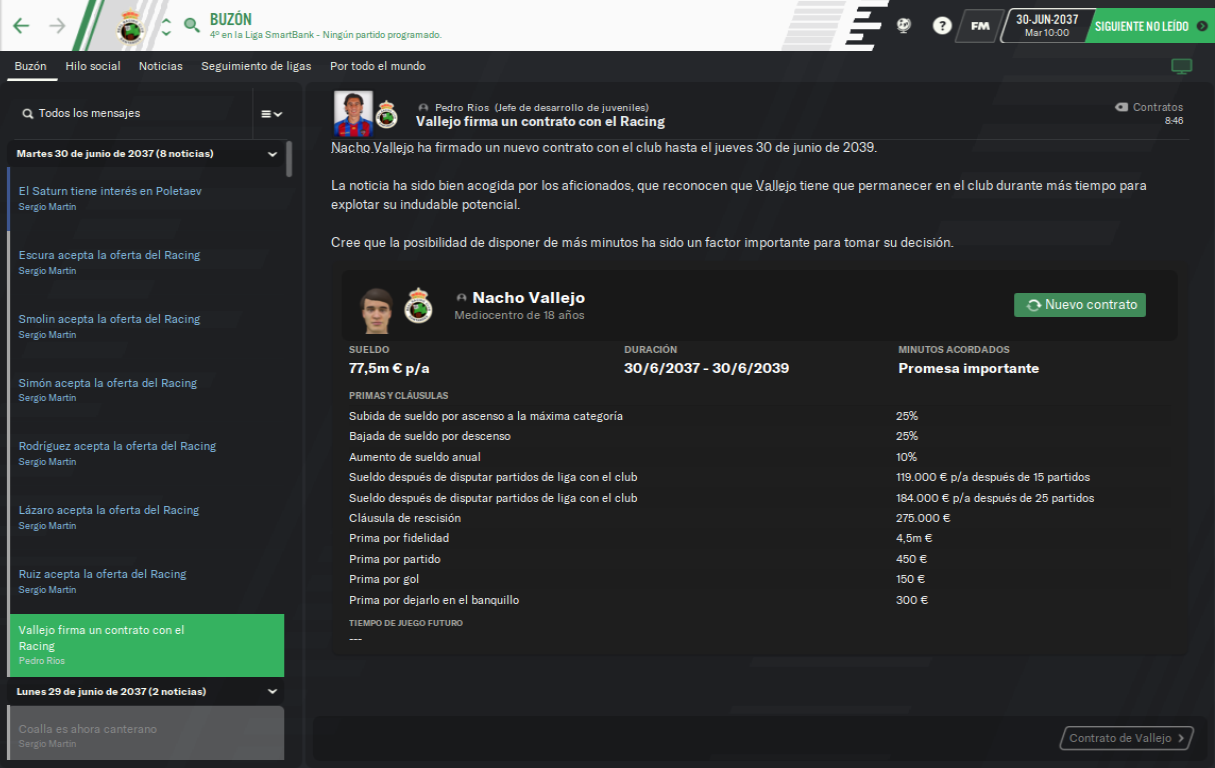 BUZÓN
4º en la Liga SmartBank - Ningún partido programado.
?
FM
30-JUN-2037
Mar 10:00
SIGUIENTE NO LEÍDO
Buzón
Hilo social
Noticias
Seguimiento de ligas
Por todo el mundo
Todos los mensajes
Martes 30 de junio de 2037 (8 noticias)
El Saturn tiene interés en Poletaev
Sergio Martín
Escura acepta la oferta del Racing
Sergio Martín
Smolin acepta la oferta del Racing
Sergio Martín
Simón acepta la oferta del Racing
Sergio Martín
Rodríguez acepta la oferta del Racing
Sergio Martín
Lázaro acepta la oferta del Racing
Sergio Martín
Ruiz acepta la oferta del Racing
Sergio Martín
Vallejo firma un contrato con el
Racing
Pedro Ríos
Lunes 29 de junio de 2037 (2 noticias)
Coalla es ahora canterano
Sergio Martín
Pedro Ríos (Jefe de desarrollo de juveniles)
Vallejo firma un contrato con el Racing
Contratos
8:46
Nacho Vallejo ha firmado un nuevo contrato con el club hasta el jueves 30 de junio de 2039.
La noticia ha sido bien acogida por los aficionados, que reconocen que Vallejo tiene que permanecer en el club durante más tiempo para
explotar su indudable potencial.
Cree que la posibilidad de disponer de más minutos ha sido un factor importante para tomar su decisión.
Nacho Vallejo
Mediocentro de 18 años
Nuevo contrato
SUELDO
DURACIÓN
MINUTOS ACORDADOS
77,5m € p/a
30/6/2037 - 30/6/2039
Promesa importante
PRIMAS Y CLÁUSULAS
Subida de sueldo por ascenso a la máxima categoría 25%
Bajada de sueldo por descenso 25%
Aumento de sueldo anual 10%
Sueldo después de disputar partidos de liga con el club 119.000 € p/a después de 15 partidos
Sueldo después de disputar partidos de liga con el club 184.000 € p/a después de 25 partidos
Cláusula de rescisión 275.000 €
Prima por fidelidad 4,5m €
Prima por partido 450 €
Prima por gol 150 €
Prima por dejarlo en el banquillo 300 €
TIEMPO DE JUEGO FUTURO
---
Contrato de Vallejo